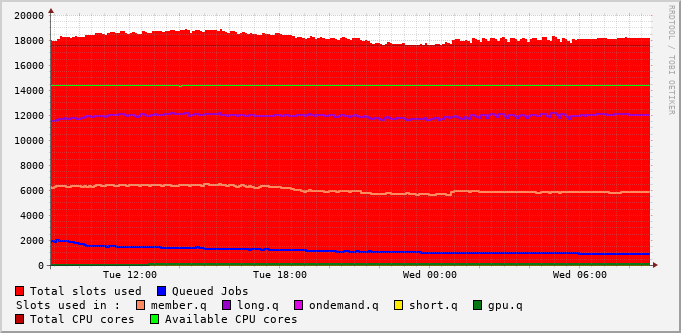 20000
18000
16000
14000
12000
10000
8000
6000
4000
2000
0
Tue 12:00 Tue 18:00 Wed 00:00 Wed 06:00
RRDTOOL / TOBI OETIKER
Total slots used Queued Jobs
Slots used in : member.q long.q ondemand.q short.q gpu.q
Total CPU cores Available CPU cores